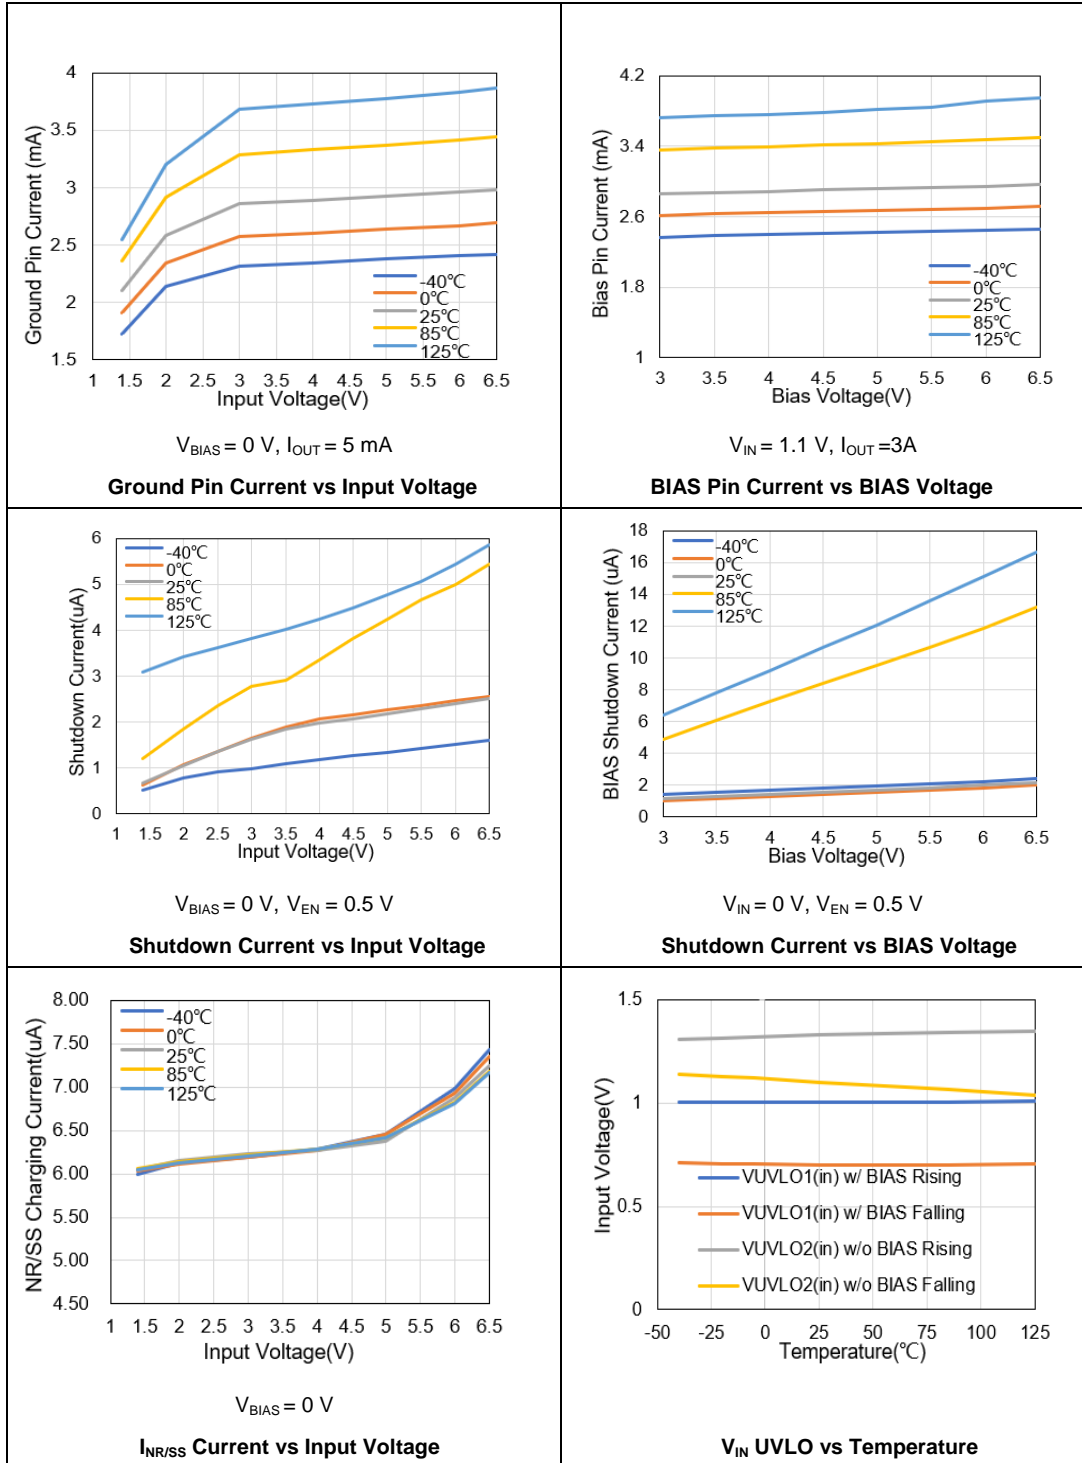 4
3.5
3
2.5
2
1.5
Ground Pin Current (mA)
-40℃
0℃
25℃
85℃
125℃
1 1.5 2 2.5 3 3.5 4 4.5 5 5.5 6 6.5
Input Voltage(V)
VBIAS = 0 V, IOUT = 5 mA
Ground Pin Current vs Input Voltage
4.2
3.4
2.6
1.8
1
Bias Pin Current (mA)
-40℃
0℃
25℃
85℃
125℃
3 3.5 4 4.5 5 5.5 6 6.5
Bias Voltage(V)
VIN = 1.1 V, IOUT =3A
BIAS Pin Current vs BIAS Voltage
6
5
4
3
2
1
0
Shutdown Current(uA)
-40℃
0℃
25℃
85℃
125℃
1 1.5 2 2.5 3 3.5 4 4.5 5 5.5 6 6.5
Input Voltage(V)
VBIAS = 0 V, VEN = 0.5 V
Shutdown Current vs Input Voltage
18
16
14
12
10
8
6
4
2
0
BIAS Shutdown Current (uA)
-40℃
0℃
25℃
85℃
125℃
3 3.5 4 4.5 5 5.5 6 6.5
Bias Voltage(V)
VIN = 0 V, VEN = 0.5 V
Shutdown Current vs BIAS Voltage
8.00
7.50
7.00
6.50
6.00
5.50
5.00
4.50
NR/SS Charging Current(uA)
-40℃
0℃
25℃
85℃
125℃
1 1.5 2 2.5 3 3.5 4 4.5 5 5.5 6 6.5
Input Voltage(V)
VBIAS = 0 V
INR/SS Current vs Input Voltage
1.5
1
0.5
0
Input Voltage(V)
VUVLO1(in) w/ BIAS Rising
VUVLO1(in) w/ BIAS Falling
VUVLO2(in) w/o BIAS Rising
VUVLO2(in) w/o BIAS Falling
-50 -25 0 25 50 75 100 125
Temperature(℃)
VIN UVLO vs Temperature